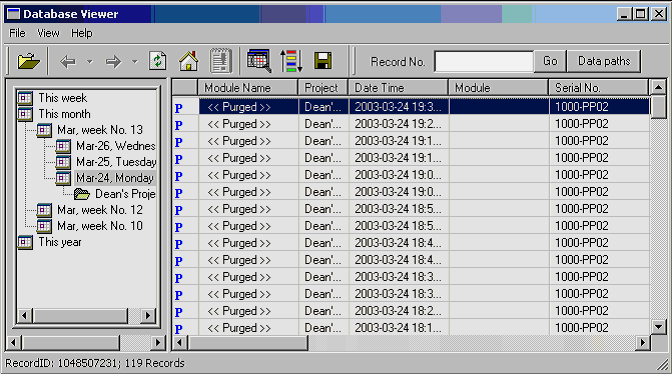 Database Viewer
File View Help
Record No. Go Data paths
This week
This month
Mar, week No. 13
Mar-26, Wednes
Mar-25, Tuesday
Mar-24, Monday
Dean's Proje
Mar, week No. 12
Mar, week No. 10
This year
Module Name Project Date Time Module Serial No.
P << Purged >> Dean'... 2003-03-24 19:3... 1000-PP02
P << Purged >> Dean'... 2003-03-24 19:2... 1000-PP02
P << Purged >> Dean'... 2003-03-24 19:1... 1000-PP02
P << Purged >> Dean'... 2003-03-24 19:1... 1000-PP02
P << Purged >> Dean'... 2003-03-24 19:0... 1000-PP02
P << Purged >> Dean'... 2003-03-24 19:0... 1000-PP02
P << Purged >> Dean'... 2003-03-24 18:5... 1000-PP02
P << Purged >> Dean'... 2003-03-24 18:5... 1000-PP02
P << Purged >> Dean'... 2003-03-24 18:4... 1000-PP02
P << Purged >> Dean'... 2003-03-24 18:4... 1000-PP02
P << Purged >> Dean'... 2003-03-24 18:3... 1000-PP02
P << Purged >> Dean'... 2003-03-24 18:3... 1000-PP02
P << Purged >> Dean'... 2003-03-24 18:2... 1000-PP02
P << Purged >> Dean'... 2003-03-24 18:1... 1000-PP02
RecordID: 1048507231; 119 Records